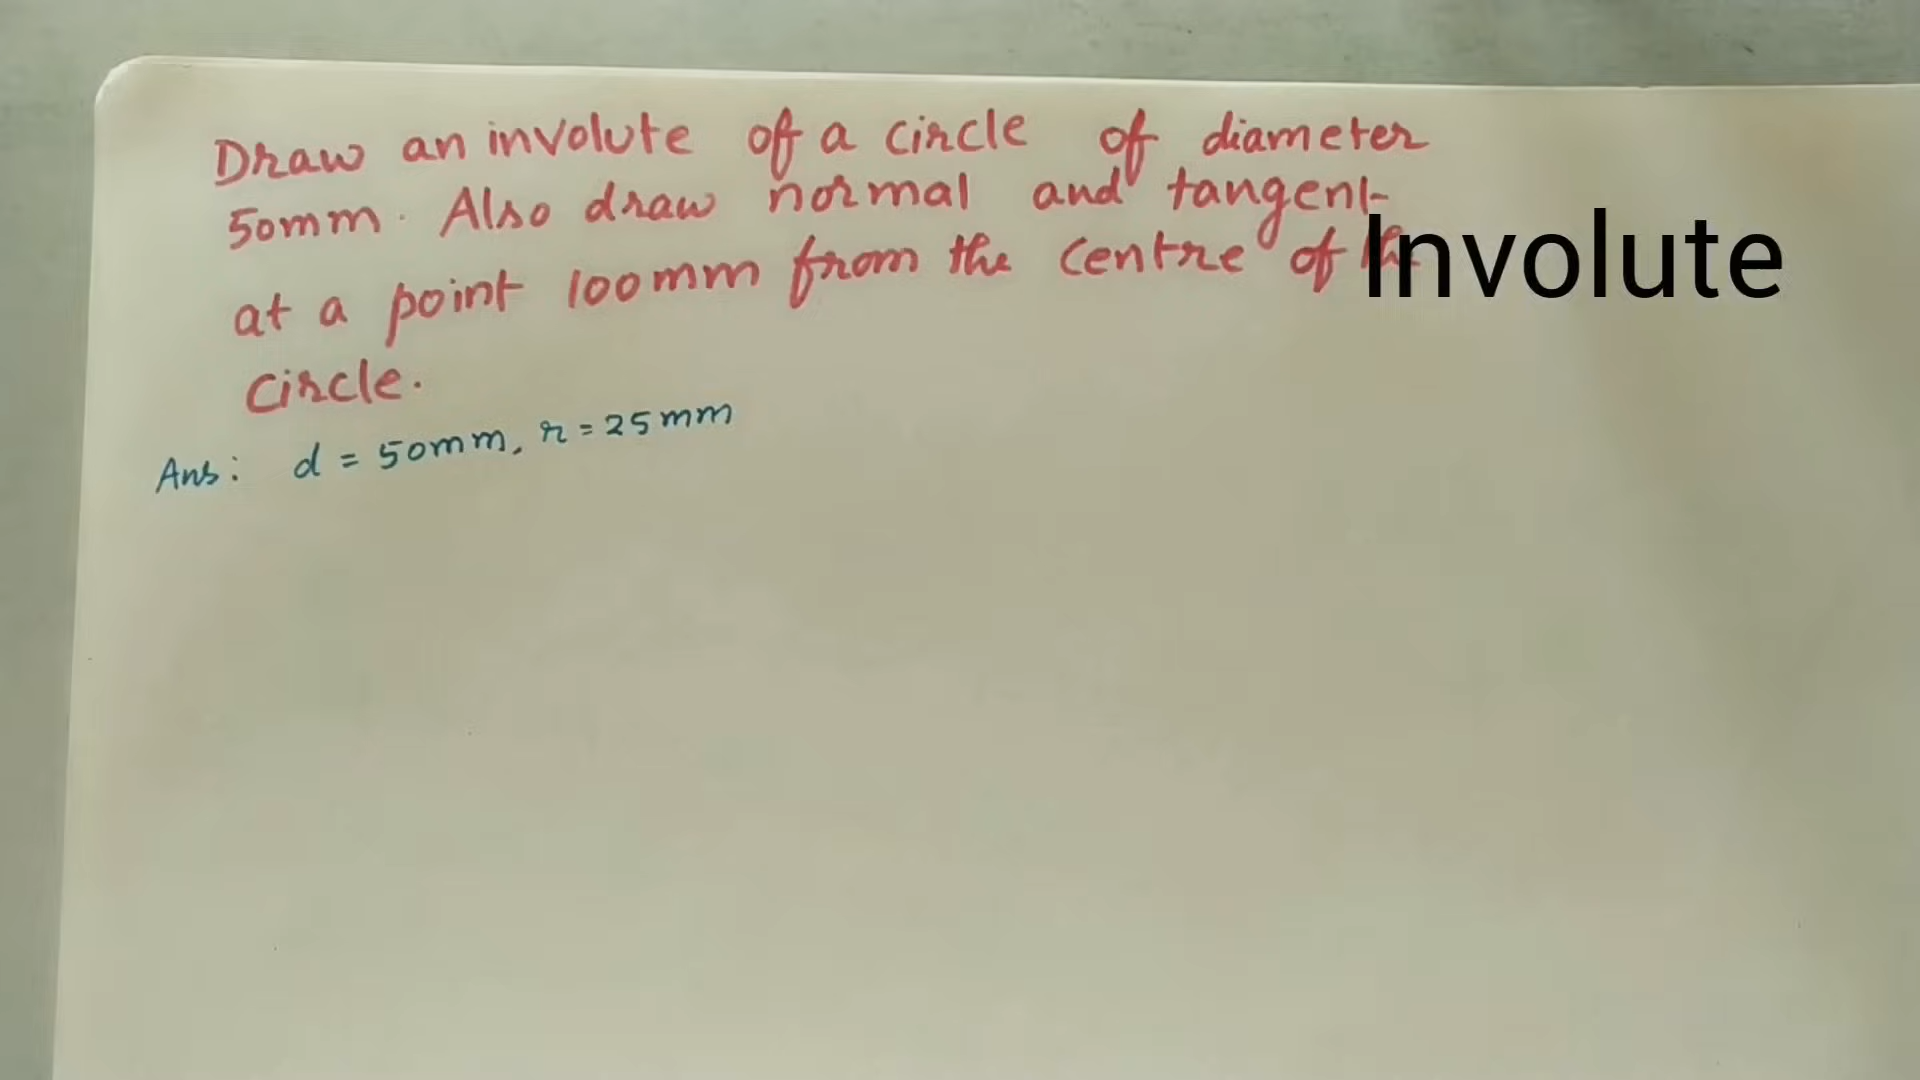 Draw an involute of a circle of diameter
50mm. Also draw normal and tangent
at a point 100mm from the centre of the
circle.
Involute
Ans: d = 50mm, r = 25mm